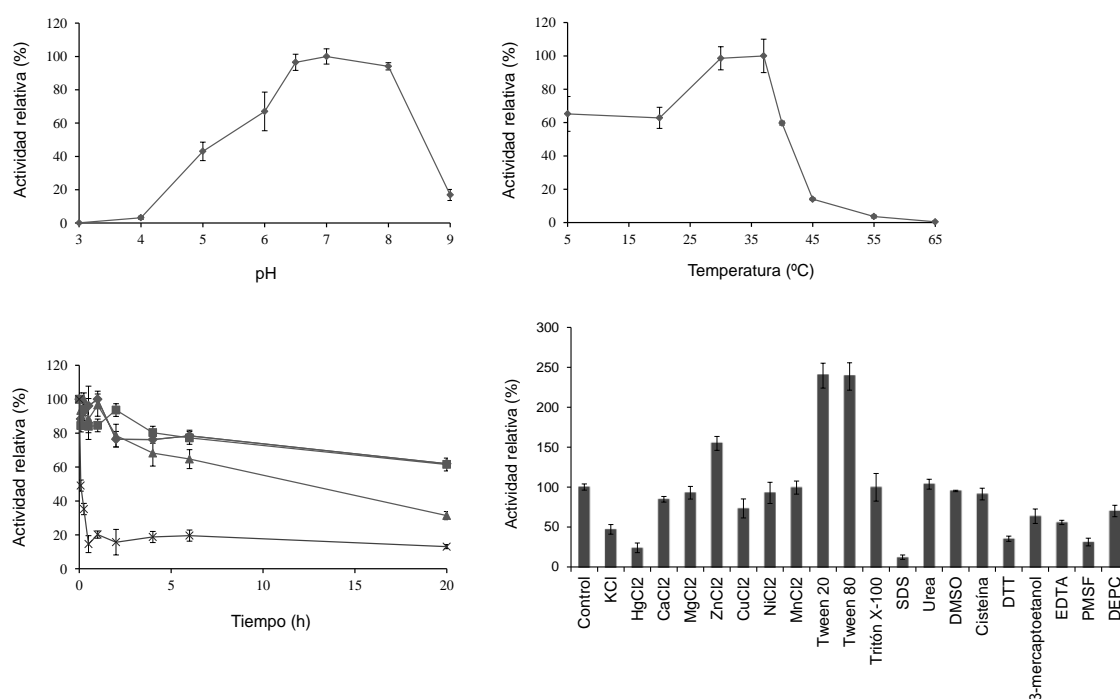 120
100
80
60
40
20
0
Actividad relativa (%)
3 4 5 6 7 8 9
pH
120
100
80
60
40
20
0
Actividad relativa (%)
5 15 25 35 45 55 65
Temperatura (ºC)
120
100
80
60
40
20
0
Actividad relativa (%)
0 5 10 15 20
Tiempo (h)
300
250
200
150
100
50
0
Actividad relativa (%)
Control
KCl
HgCl2
CaCl2
MgCl2
ZnCl2
CuCl2
NiCl2
MnCl2
Tween 20
Tween 80
Tritón X-100
SDS
Urea
DMSO
Cisteína
DTT
β-mercaptoetanol
EDTA
PMSF
DEPC